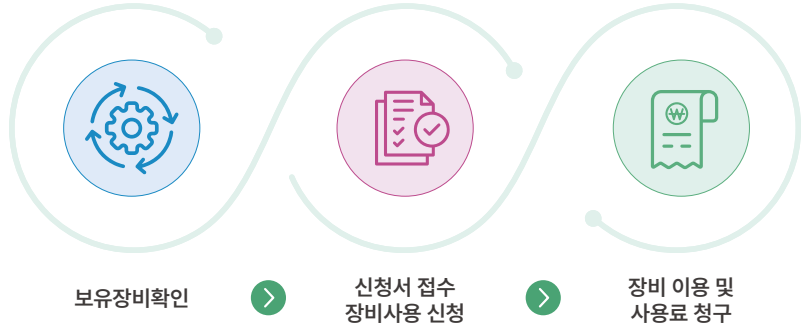 ₩
보유장비확인
신청서 접수
장비사용 신청
장비 이용 및
사용료 청구